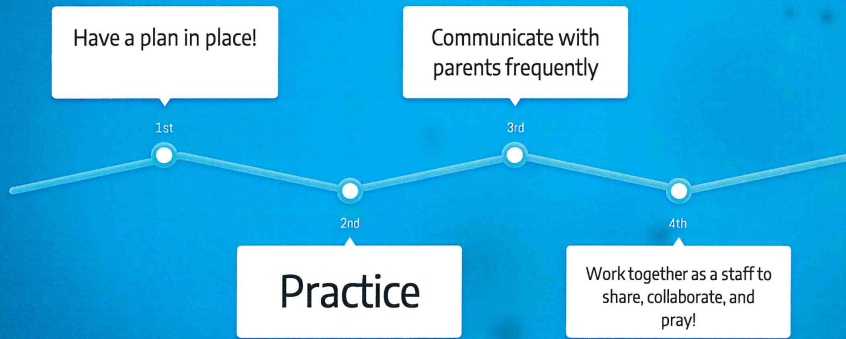 Have a plan in place!
1st
2nd
Practice
Communicate with
parents frequently
3rd
4th
Work together as a staff to
share, collaborate, and
pray!